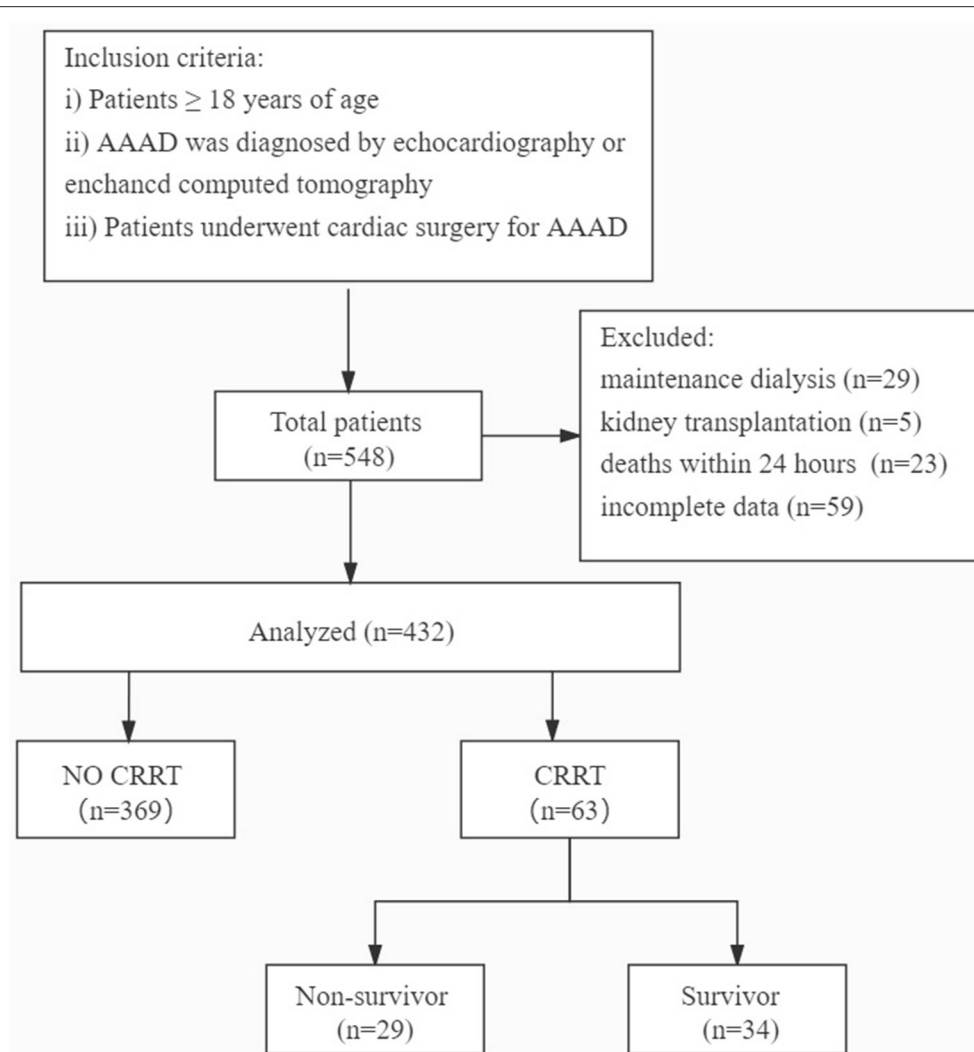 Inclusion criteria:
i) Patients ≥ 18 years of age
ii) AAAD was diagnosed by echocardiography or
enchancd computed tomography
iii) Patients underwent cardiac surgery for AAAD
Total patients
(n=548)
Excluded:
maintenance dialysis (n=29)
kidney transplantation (n=5)
deaths within 24 hours (n=23)
incomplete data (n=59)
Analyzed (n=432)
NO CRRT
(n=369)
CRRT
(n=63)
Non-survivor
(n=29)
Survivor
(n=34)